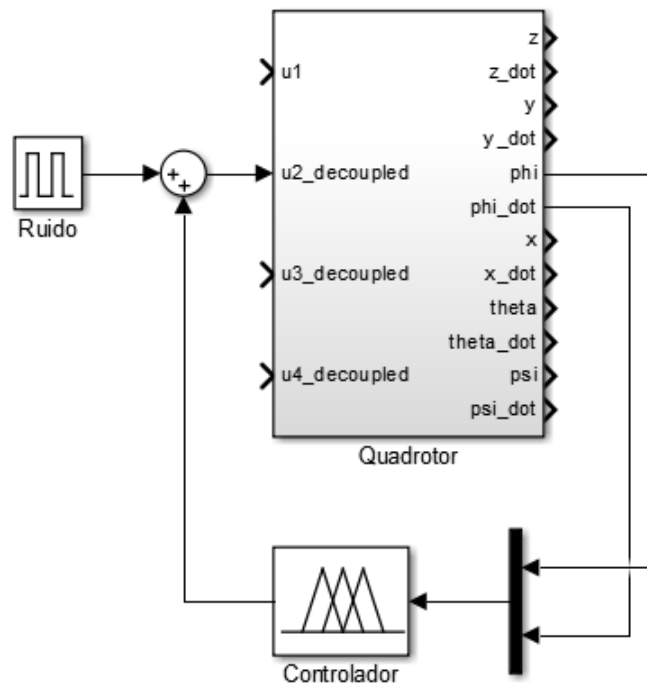 z
u1
z_dot
y
y_dot
u2_decoupled
phi
Ruido
phi_dot
x
u3_decoupled
x_dot
theta
theta_dot
u4_decoupled
psi
psi_dot
Quadrotor
Controlador